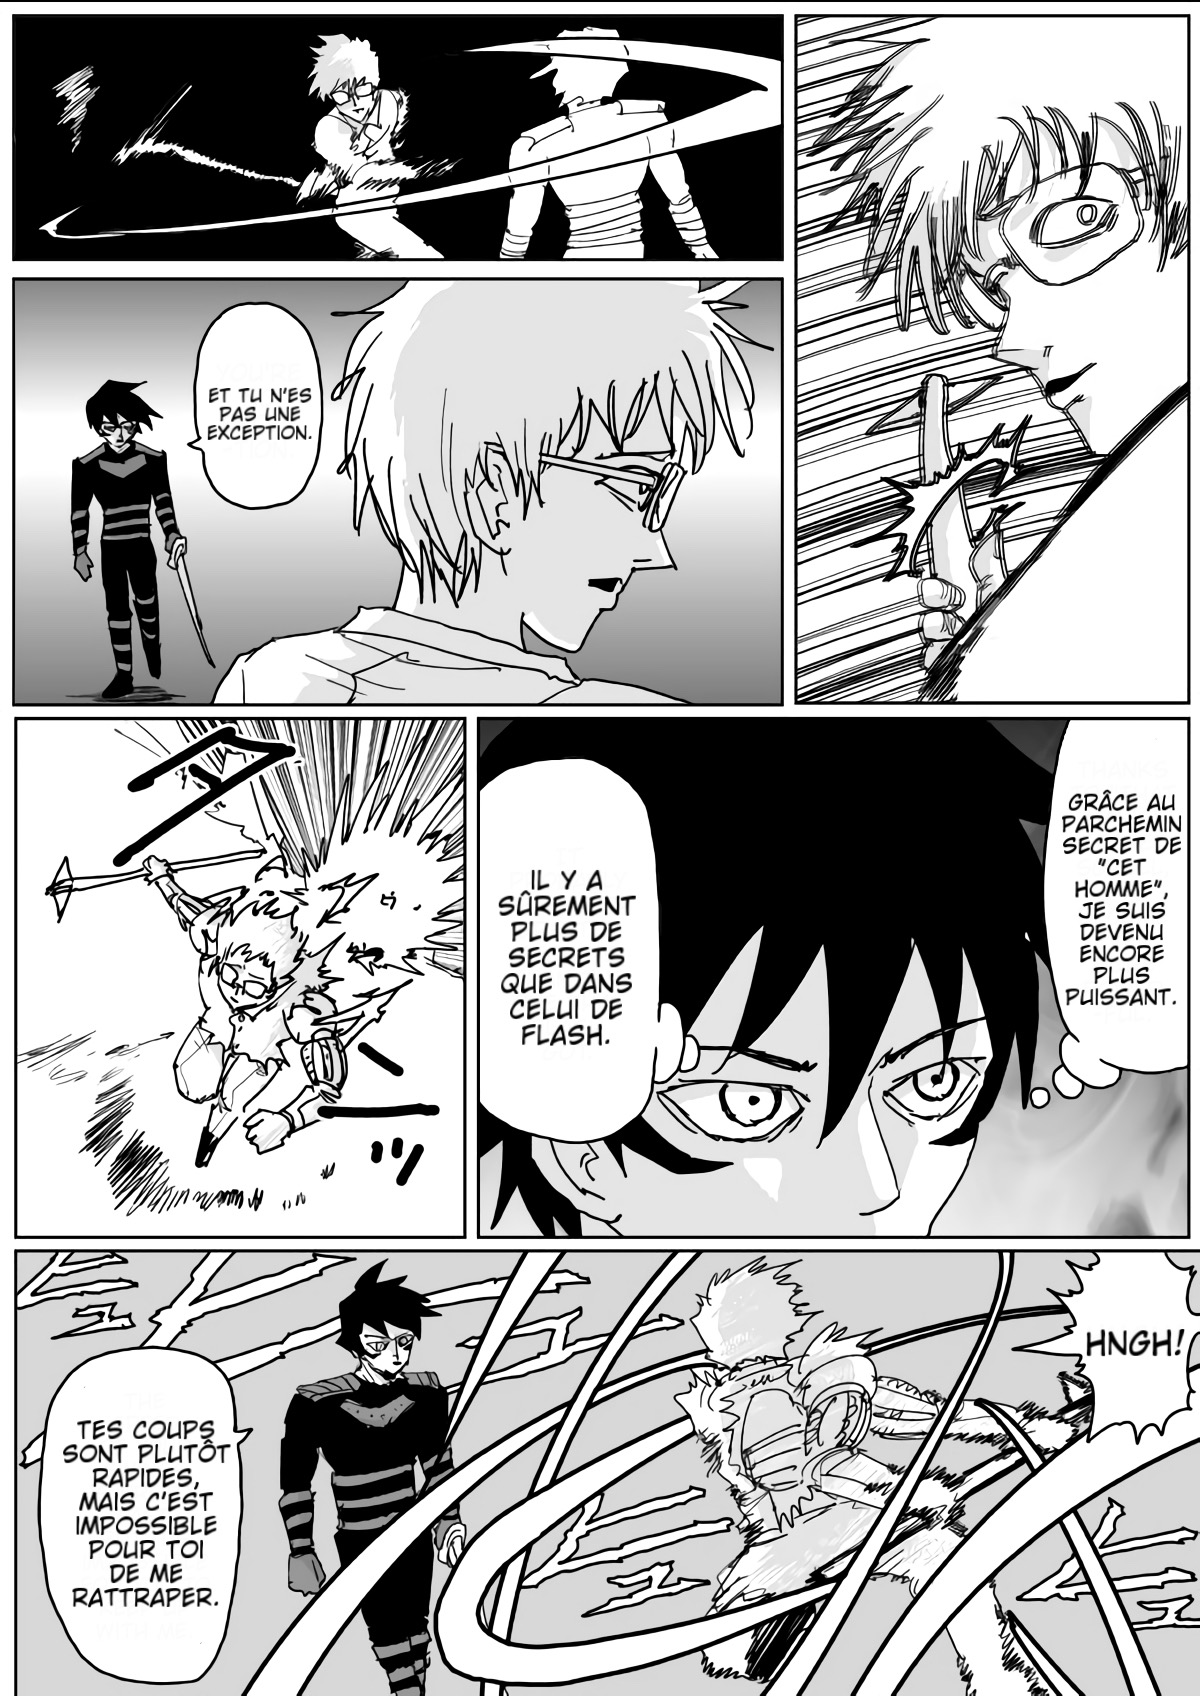 ET TU N'ES
PAS UNE
EXCEPTION.
GRÂCE AU
PARCHEMIN
SECRET DE
"CET
HOMME",
JE SUIS
DEVENU
ENCORE
PLUS
PUISSANT.
IL Y A
SÛREMENT
PLUS DE
SECRETS
QUE DANS
CELUI DE
FLASH.
HNGH!
TES COUPS
SONT PLUTÔT
RAPIDES,
MAIS C'EST
IMPOSSIBLE
POUR TOI
DE ME
RATTRAPER.